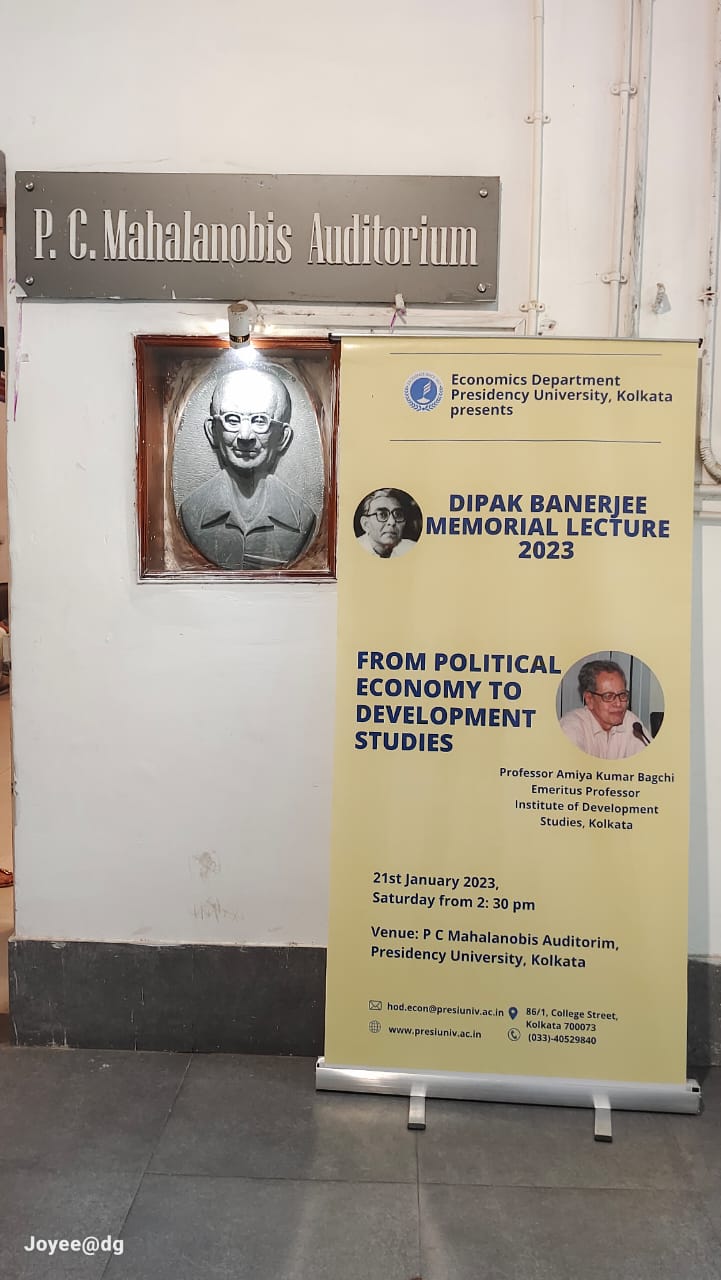 P. C. Mahalanobis Auditorium
Economics Department
Presidency University, Kolkata
presents
DIPAK BANERJEE
MEMORIAL LECTURE
2023
FROM POLITICAL
ECONOMY TO
DEVELOPMENT
STUDIES
Professor Amiya Kumar Bagchi
Emeritus Professor
Institute of Development
Studies, Kolkata
21st January 2023,
Saturday from 2: 30 pm
Venue: P C Mahalanobis Auditorim,
Presidency University, Kolkata
hod.econ@presiuniv.ac.in
www.presiuniv.ac.in
86/1, College Street,
Kolkata 700073
(033)-40529840
Joyee@dg